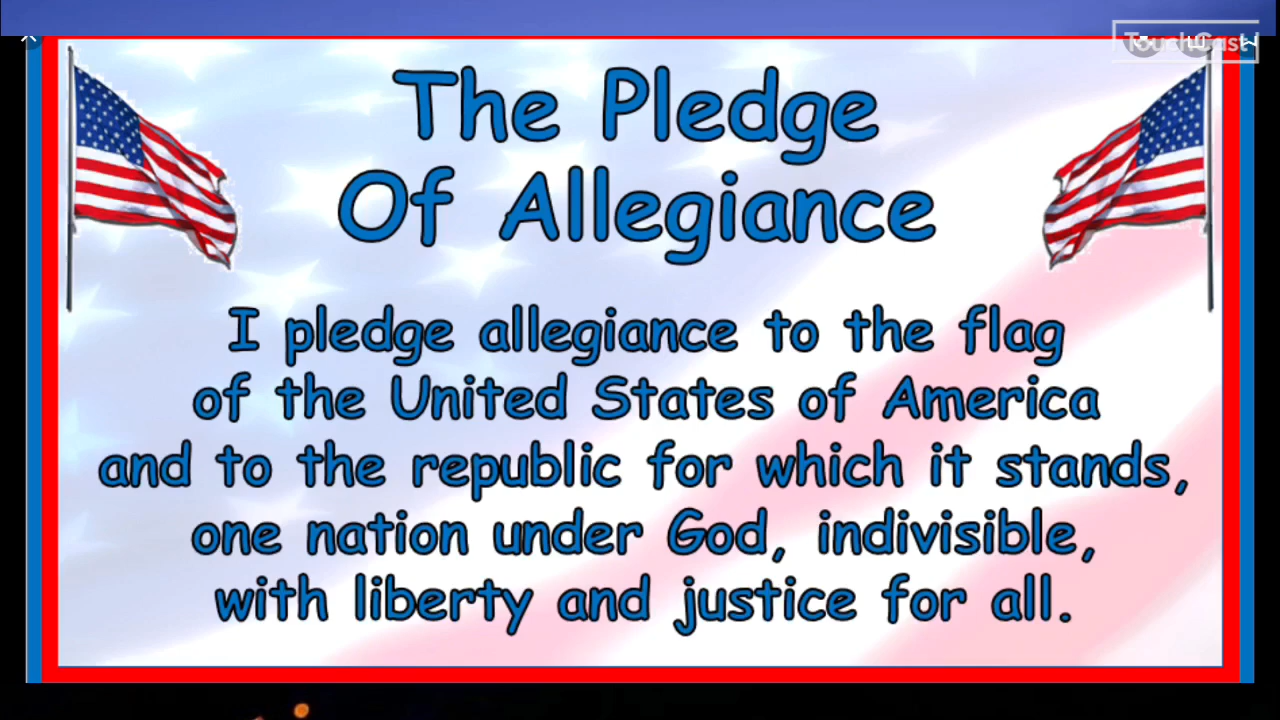 TouchCast
The Pledge
Of Allegiance
I pledge allegiance to the flag
of the United States of America
and to the republic for which it stands,
one nation under God, indivisible,
with liberty and justice for all.